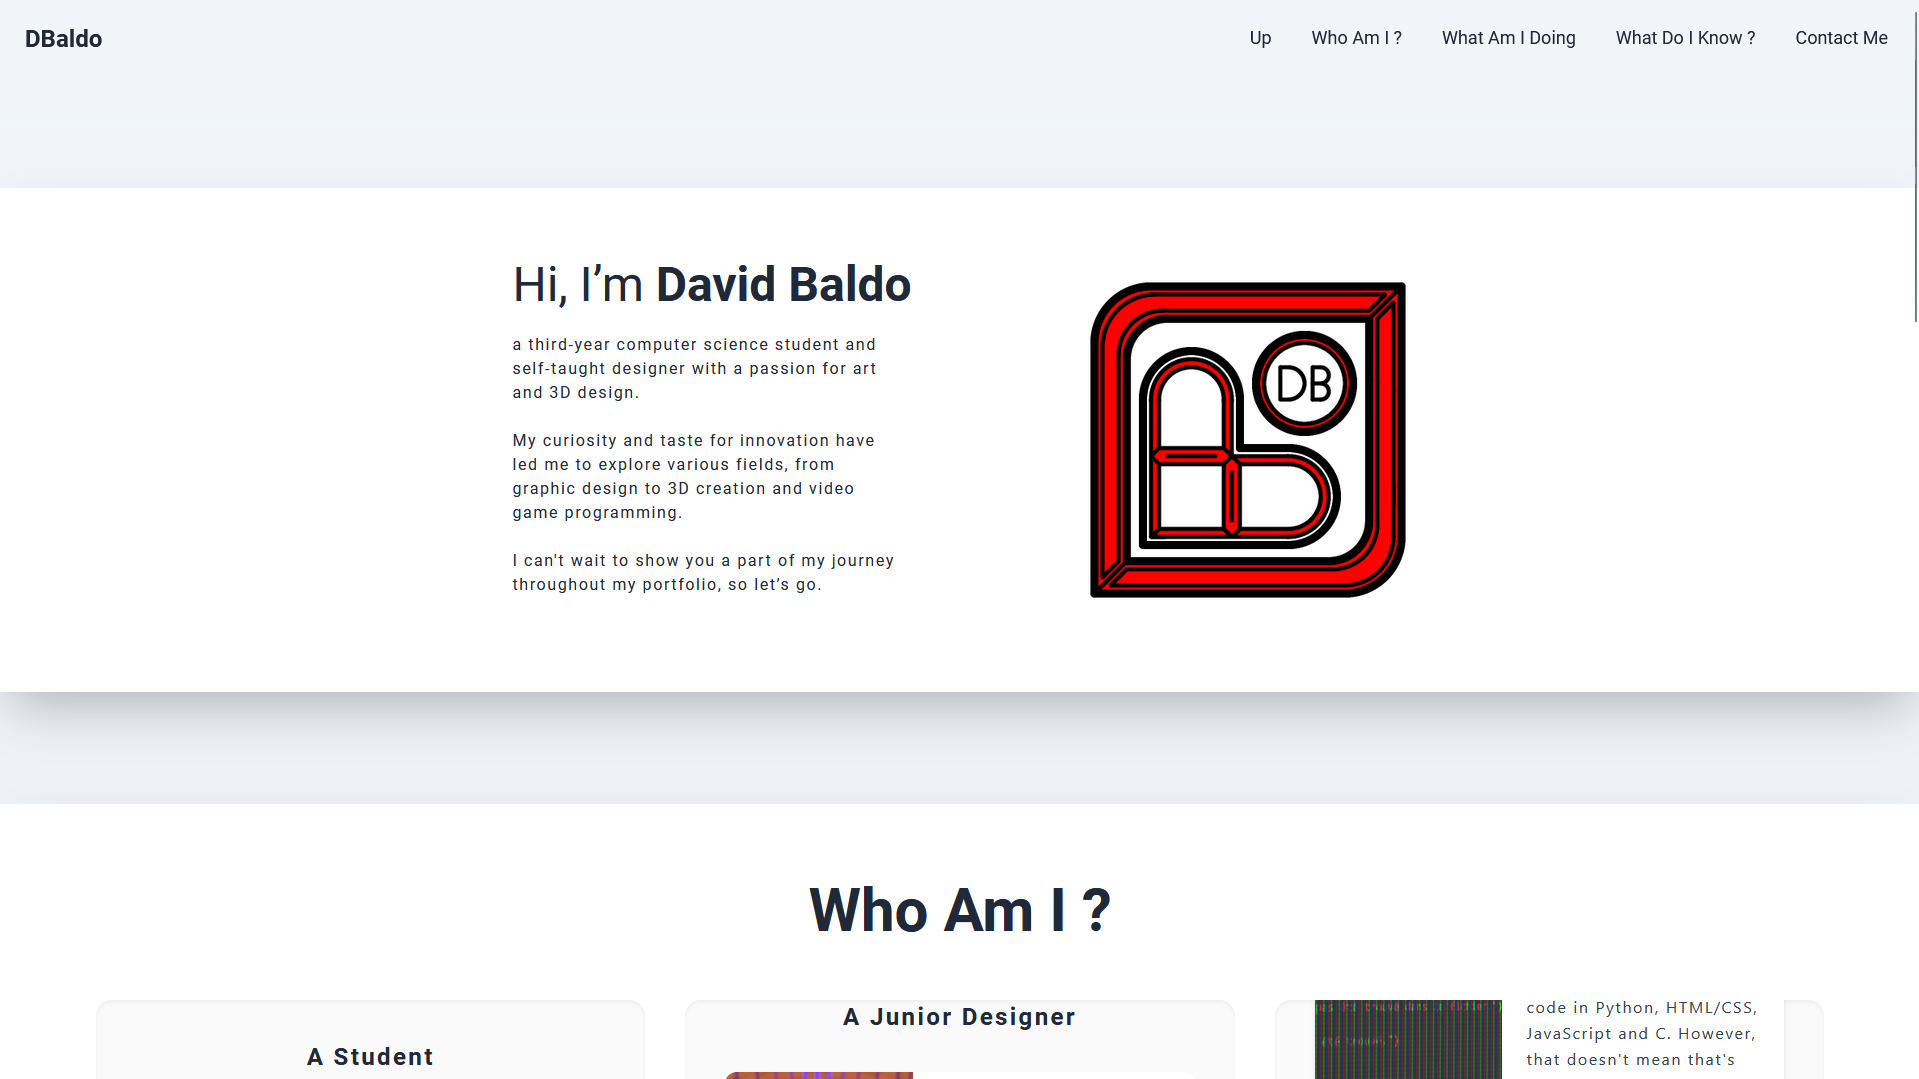 DBaldo
Up
Who Am I ?
What Am I Doing
What Do I Know ?
Contact Me
Hi, I’m David Baldo
a third-year computer science student and
self-taught designer with a passion for art
and 3D design.
My curiosity and taste for innovation have
led me to explore various fields, from
graphic design to 3D creation and video
game programming.
I can't wait to show you a part of my journey
throughout my portfolio, so let’s go.
DB
Who Am I ?
A Student
A Junior Designer
code in Python, HTML/CSS,
JavaScript and C. However,
that doesn't mean that's